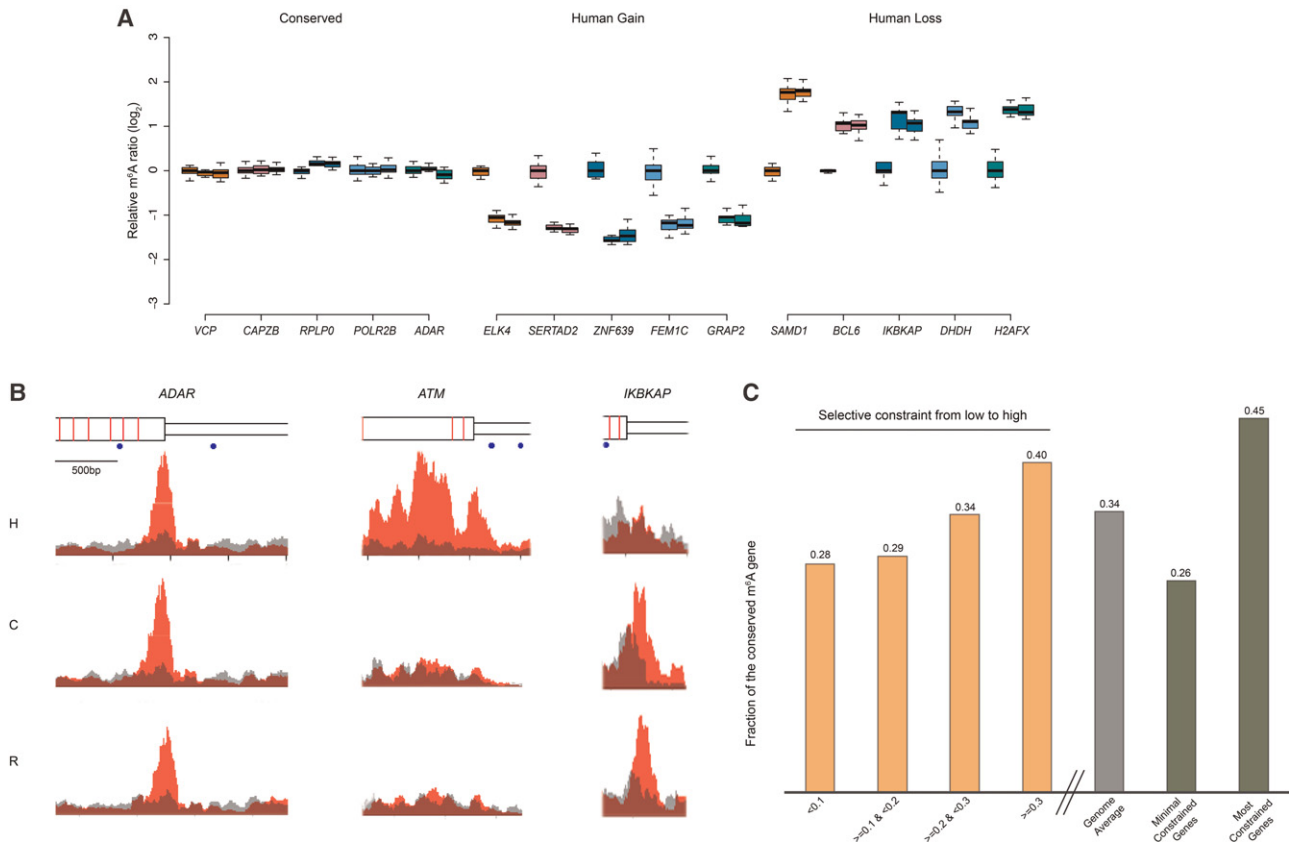 A
Conserved
Human Gain
Human Loss
Relative m⁶A ratio (log₂)
3
2
1
0
−1
−2
−3
VCP
CAPZB
RPLP0
POLR2B
ADAR
ELK4
SERTAD2
ZNF639
FEM1C
GRAP2
SAMD1
BCL6
IKBKAP
DHDH
H2AFX
B
ADAR
ATM
IKBKAP
500bp
H
C
R
C
Selective constraint from low to high
Fraction of the conserved m⁶A gene
0.28
0.29
0.34
0.40
0.34
0.26
0.45
<0.1
>=0.1 & <0.2
>=0.2 & <0.3
>=0.3
Genome
Average
Minimal
Constrained
Genes
Most
Constrained
Genes